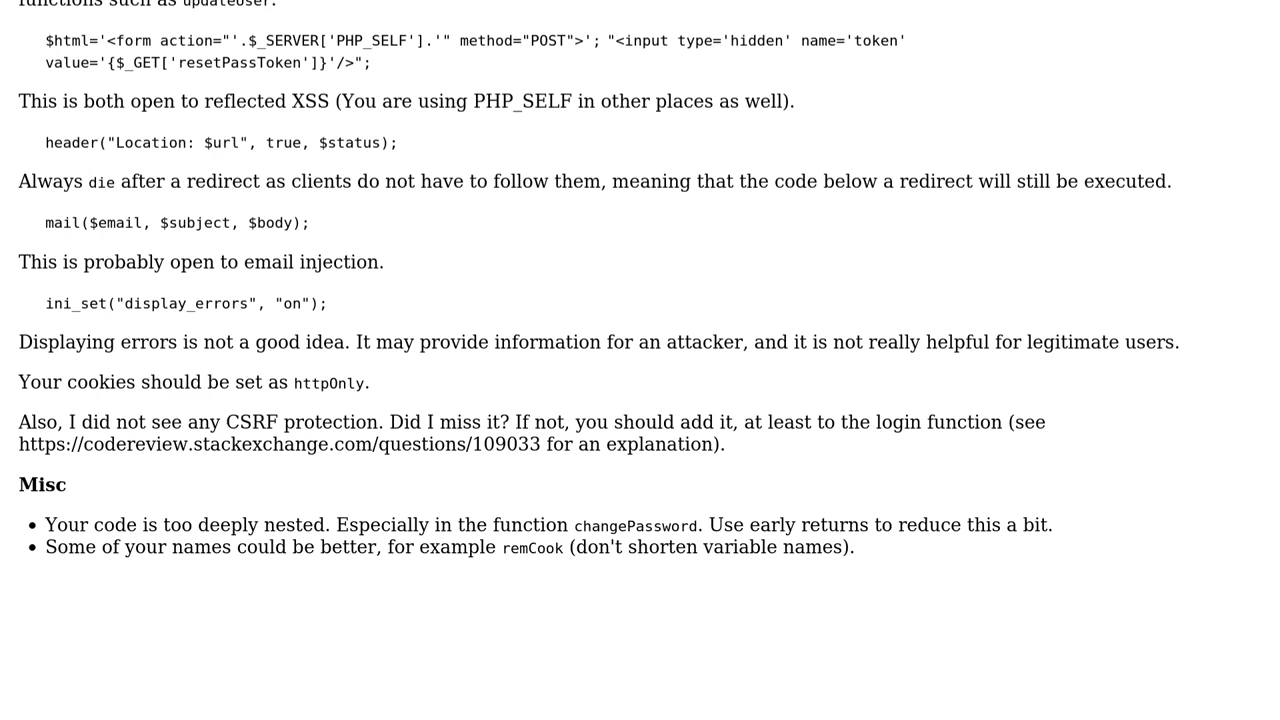 functions such as updateUser.
$html='<form action="'.$_SERVER['PHP_SELF'].'" method="POST">'; "<input type='hidden' name='token'
value='{$_GET['resetPassToken']}'/>";
This is both open to reflected XSS (You are using PHP_SELF in other places as well).
header("Location: $url", true, $status);
Always die after a redirect as clients do not have to follow them, meaning that the code below a redirect will still be executed.
mail($email, $subject, $body);
This is probably open to email injection.
ini_set("display_errors", "on");
Displaying errors is not a good idea. It may provide information for an attacker, and it is not really helpful for legitimate users.
Your cookies should be set as httpOnly.
Also, I did not see any CSRF protection. Did I miss it? If not, you should add it, at least to the login function (see
https://codereview.stackexchange.com/questions/109033 for an explanation).
Misc
• Your code is too deeply nested. Especially in the function changePassword. Use early returns to reduce this a bit.
• Some of your names could be better, for example remCook (don't shorten variable names).